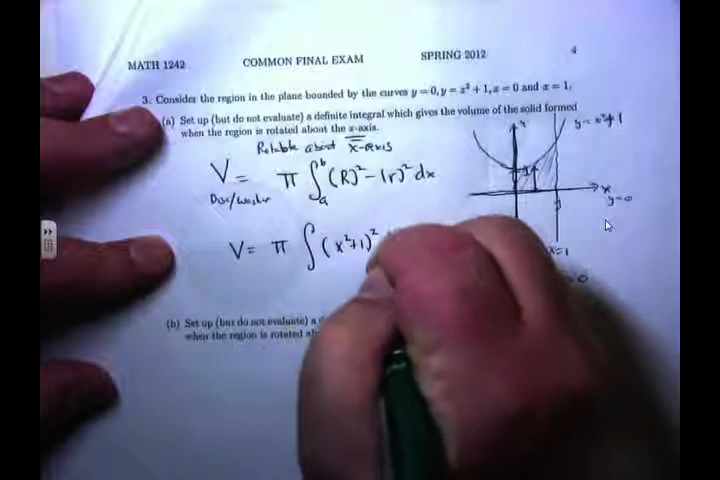 MATH 1242 COMMON FINAL EXAM SPRING 2012 4
3. Consider the region in the plane bounded by the curves y = 0, y = x² + 1, x = 0 and x = 1.
(a) Set up (but do not evaluate) a definite integral which gives the volume of the solid formed
when the region is rotated about the x-axis.
y = x²+1
Rotable about x-axis
V = π ∫ₐᵇ (R)² - (r)² dx
Disc/washer
x
y=0
V = π ∫ (x²+1)²
x=1
0
(b) Set up (but do not evaluate) a
when the region is rotated